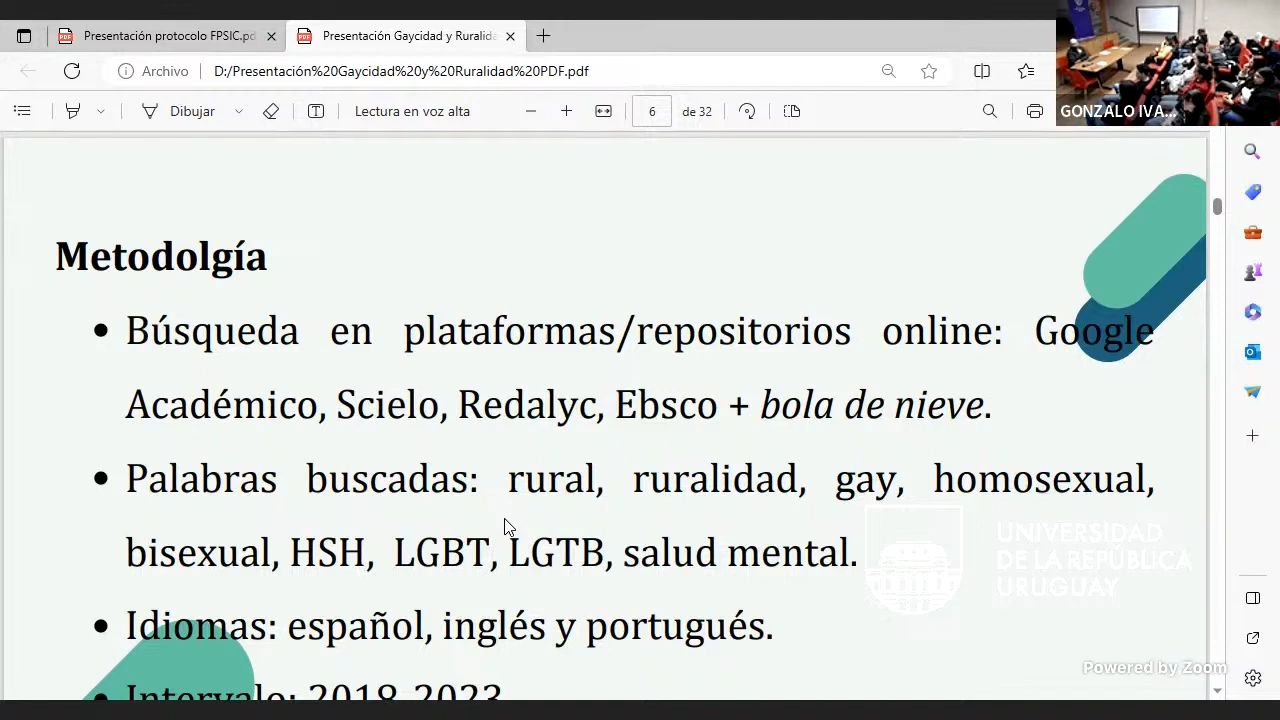 Presentación protocolo FPSIC.pd
Presentación Gaycidad y Ruralida
Archivo
D:/Presentación%20Gaycidad%20y%20Ruralidad%20PDF.pdf
GONZALO IVA...
Dibujar
Lectura en voz alta
6
de 32
Metodolgía
• Búsqueda en plataformas/repositorios online: Google
Académico, Scielo, Redalyc, Ebsco + bola de nieve.
• Palabras buscadas: rural, ruralidad, gay, homosexual,
bisexual, HSH, LGBT, LGTB, salud mental.
UNIVERSIDAD
DE LA REPÚBLICA
URUGUAY
• Idiomas: español, inglés y portugués.
• Intervalo: 2018-2023
Powered by Zoom